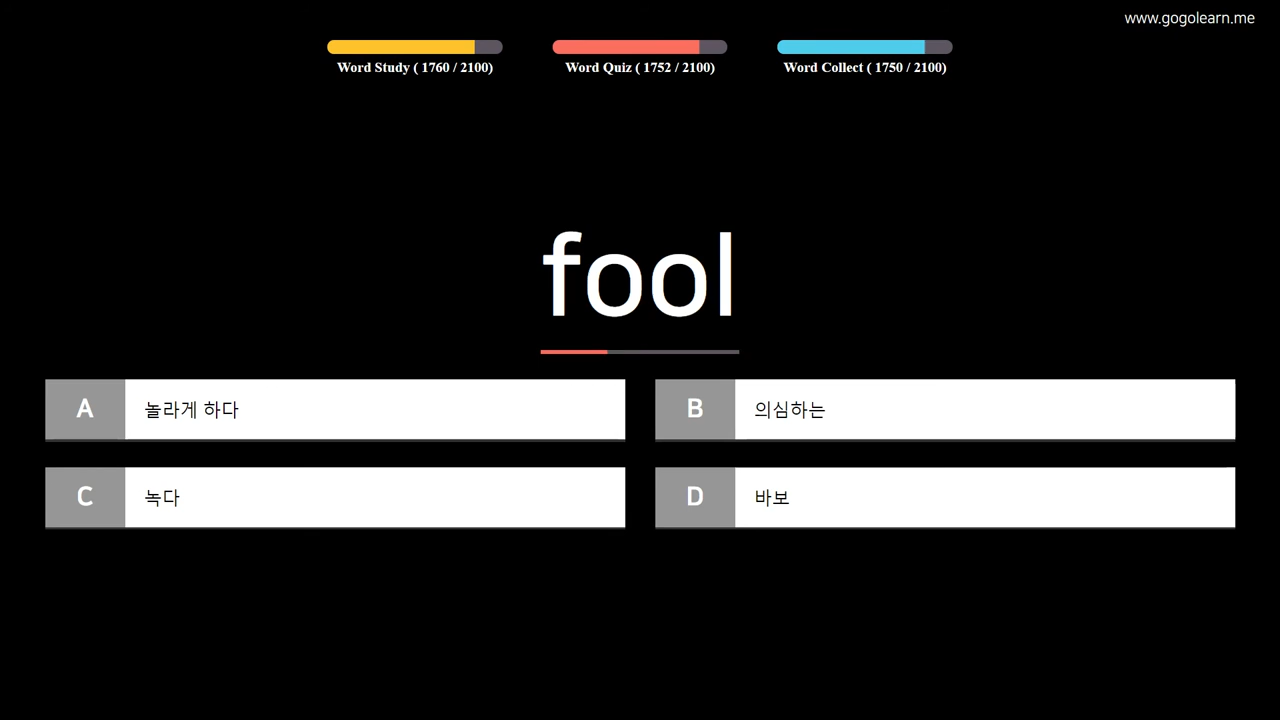 www.gogolearn.me
Word Study ( 1760 / 2100)
Word Quiz ( 1752 / 2100)
Word Collect ( 1750 / 2100)
fool
A 놀라게 하다
B 의심하는
C 녹다
D 바보